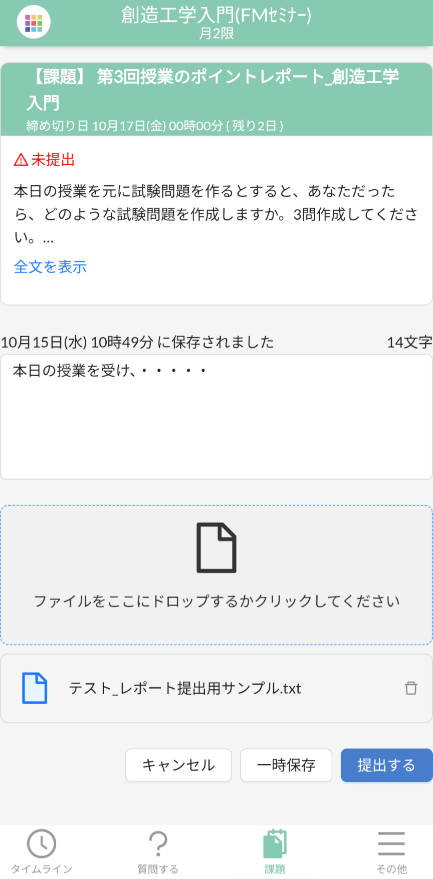 創造工学入門(FMｾﾐﾅｰ)
月2限
【課題】 第3回授業のポイントレポート_創造工学
入門
締め切り日 10月17日(金) 00時00分 ( 残り2日 )
未提出
本日の授業を元に試験問題を作るとすると、あなただった
ら、どのような試験問題を作成しますか。3問作成してくださ
い。...
全文を表示
10月15日(水) 10時49分 に保存されました
14文字
本日の授業を受け、・・・・・
ファイルをここにドロップするかクリックしてください
テスト_レポート提出用サンプル.txt
キャンセル
一時保存
提出する
タイムライン
質問する
課題
その他